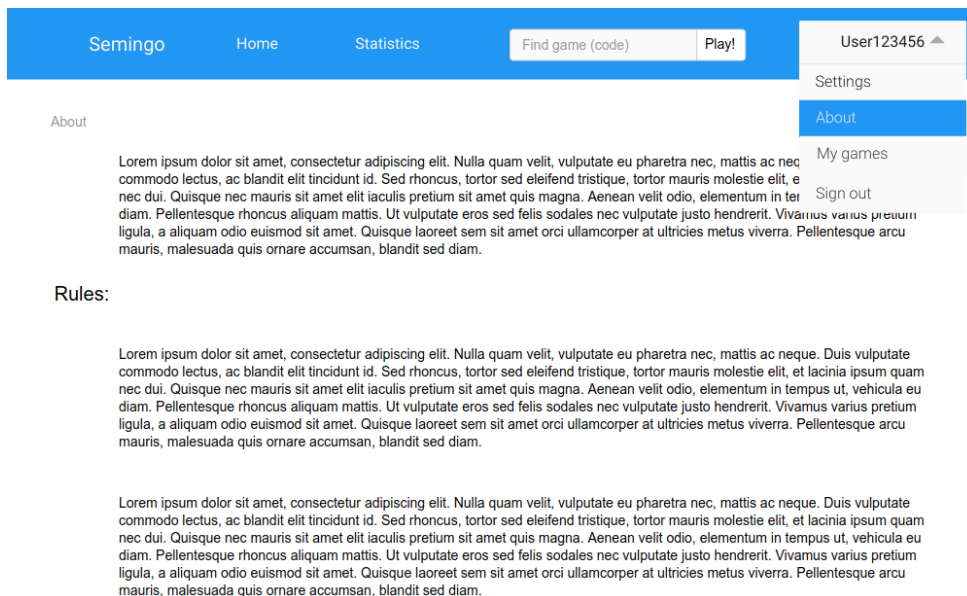 Semingo Home Statistics Find game (code) Play! User123456
Settings
About
My games
Sign out
About
Lorem ipsum dolor sit amet, consectetur adipiscing elit. Nulla quam velit, vulputate eu pharetra nec, mattis ac neq
commodo lectus, ac blandit elit tincidunt id. Sed rhoncus, tortor sed eleifend tristique, tortor mauris molestie elit, e
nec dui. Quisque nec mauris sit amet elit iaculis pretium sit amet quis magna. Aenean velit odio, elementum in ter
diam. Pellentesque rhoncus aliquam mattis. Ut vulputate eros sed felis sodales nec vulputate justo hendrerit. Vivamus varius pretium
ligula, a aliquam odio euismod sit amet. Quisque laoreet sem sit amet orci ullamcorper at ultricies metus viverra. Pellentesque arcu
mauris, malesuada quis ornare accumsan, blandit sed diam.
Rules:
Lorem ipsum dolor sit amet, consectetur adipiscing elit. Nulla quam velit, vulputate eu pharetra nec, mattis ac neque. Duis vulputate
commodo lectus, ac blandit elit tincidunt id. Sed rhoncus, tortor sed eleifend tristique, tortor mauris molestie elit, et lacinia ipsum quam
nec dui. Quisque nec mauris sit amet elit iaculis pretium sit amet quis magna. Aenean velit odio, elementum in tempus ut, vehicula eu
diam. Pellentesque rhoncus aliquam mattis. Ut vulputate eros sed felis sodales nec vulputate justo hendrerit. Vivamus varius pretium
ligula, a aliquam odio euismod sit amet. Quisque laoreet sem sit amet orci ullamcorper at ultricies metus viverra. Pellentesque arcu
mauris, malesuada quis ornare accumsan, blandit sed diam.
Lorem ipsum dolor sit amet, consectetur adipiscing elit. Nulla quam velit, vulputate eu pharetra nec, mattis ac neque. Duis vulputate
commodo lectus, ac blandit elit tincidunt id. Sed rhoncus, tortor sed eleifend tristique, tortor mauris molestie elit, et lacinia ipsum quam
nec dui. Quisque nec mauris sit amet elit iaculis pretium sit amet quis magna. Aenean velit odio, elementum in tempus ut, vehicula eu
diam. Pellentesque rhoncus aliquam mattis. Ut vulputate eros sed felis sodales nec vulputate justo hendrerit. Vivamus varius pretium
ligula, a aliquam odio euismod sit amet. Quisque laoreet sem sit amet orci ullamcorper at ultricies metus viverra. Pellentesque arcu
mauris, malesuada quis ornare accumsan, blandit sed diam.